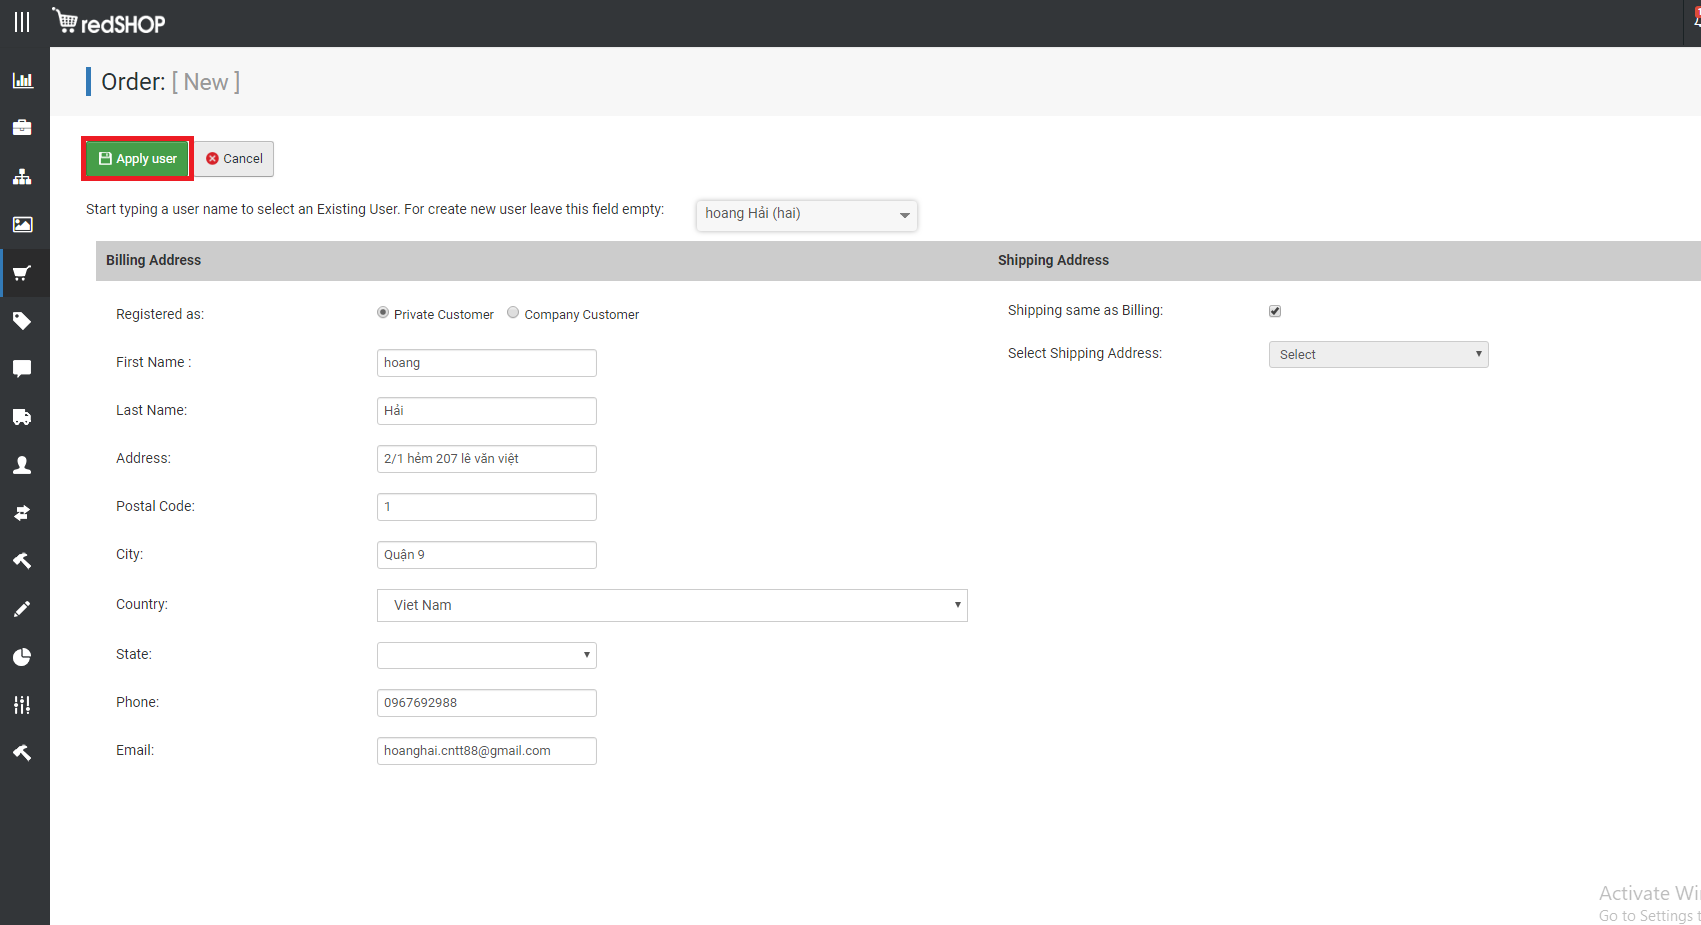 redSHOP
Order: [ New ]
Apply user
Cancel
Start typing a user name to select an Existing User. For create new user leave this field empty:
hoang Hải (hai)
Billing Address
Shipping Address
Registered as:
Private Customer
Company Customer
Shipping same as Billing:
First Name :
hoang
Select Shipping Address:
Select
Last Name:
Hải
Address:
2/1 hẻm 207 lê văn việt
Postal Code:
1
City:
Quận 9
Country:
Viet Nam
State:
Phone:
0967692988
Email:
hoanghai.cntt88@gmail.com
Activate Wi
Go to Settings t